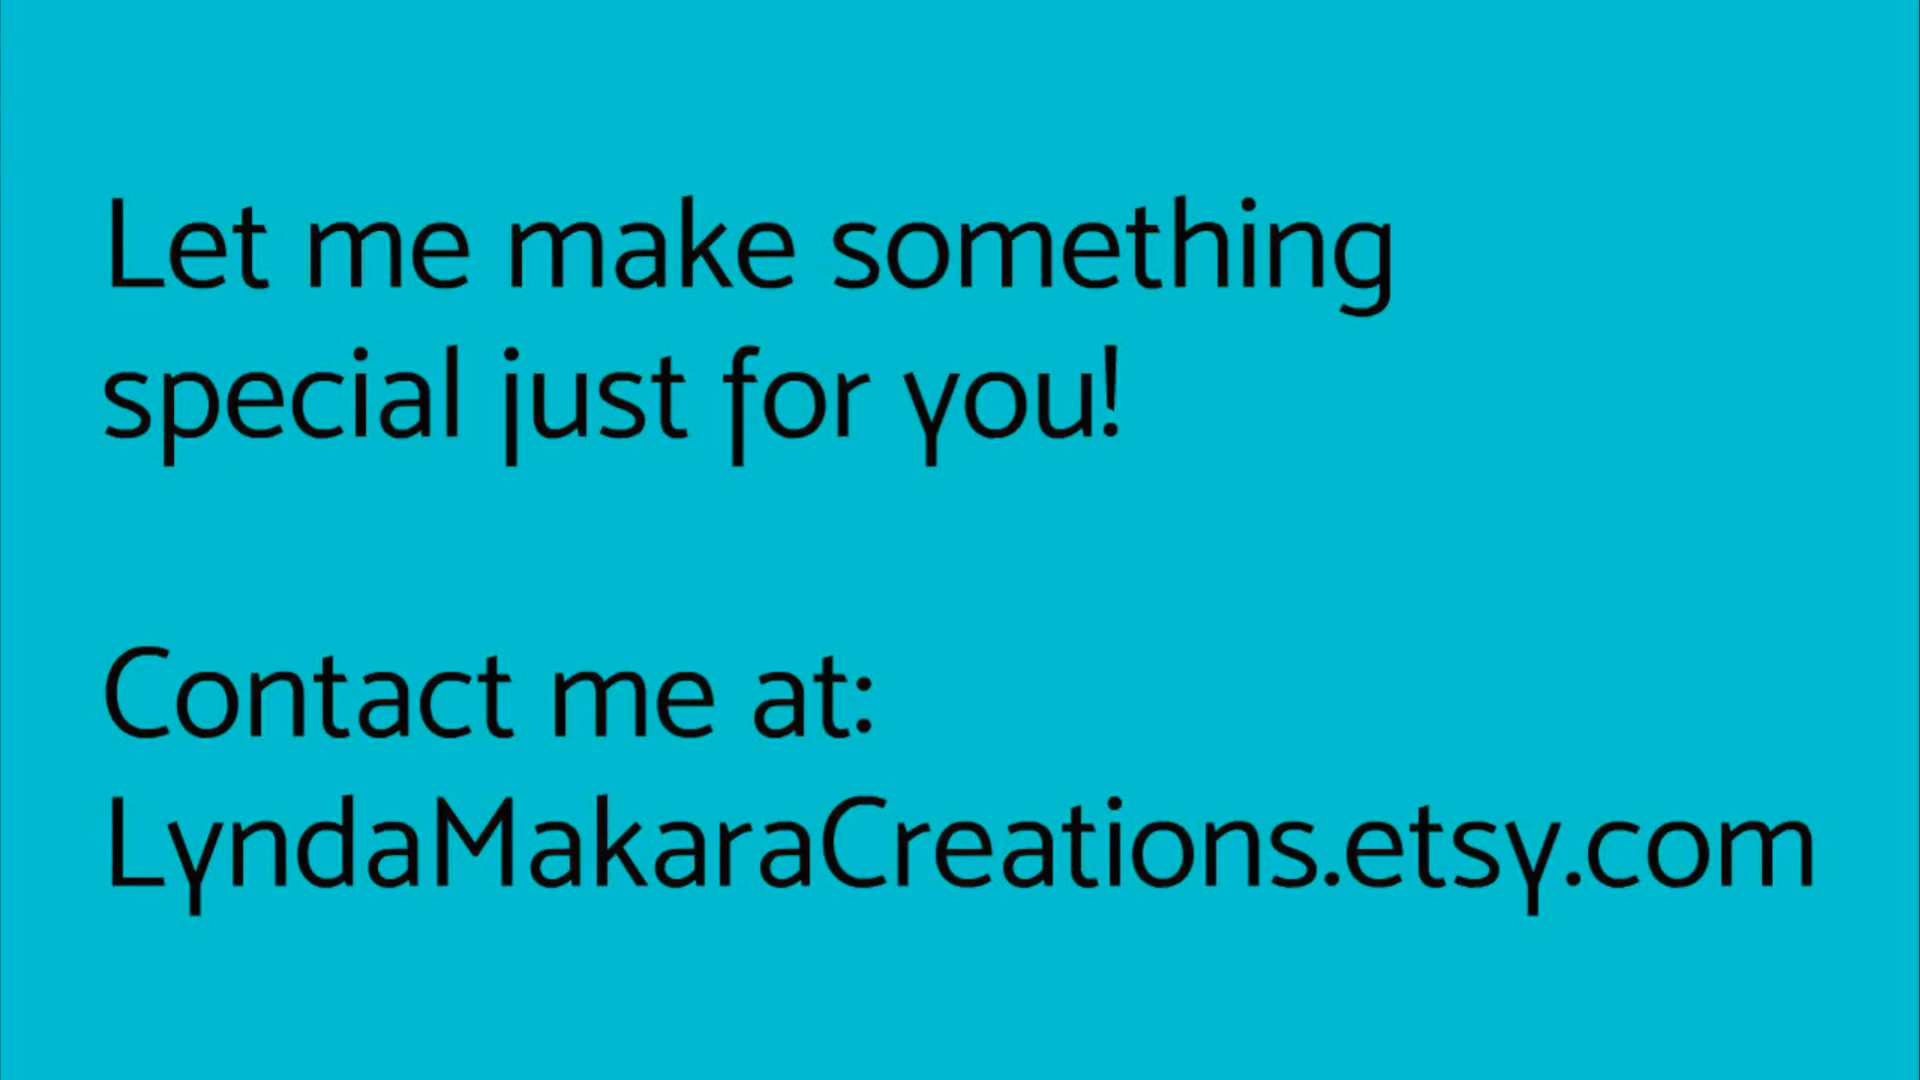 Let me make something
special just for you!
Contact me at:
LyndaMakaraCreations.etsy.com